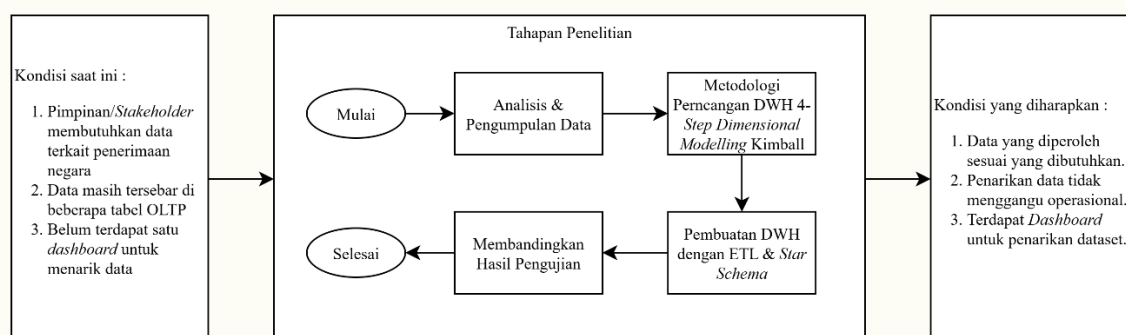 Kondisi saat ini :
1. Pimpinan/Stakeholder
membutuhkan data
terkait penerimaan
negara
2. Data masih tersebar di
beberapa tabel OLTP
3. Belum terdapat satu
dashboard untuk
menarik data
Tahapan Penelitian
Mulai
Analisis &
Pengumpulan Data
Metodologi
Perncangan DWH 4-
Step Dimensional
Modelling Kimball
Pembuatan DWH
dengan ETL & Star
Schema
Membandingkan
Hasil Pengujian
Selesai
Kondisi yang diharapkan :
1. Data yang diperoleh
sesuai yang dibutuhkan.
2. Penarikan data tidak
menggangu operasional.
3. Terdapat Dashboard
untuk penarikan dataset.